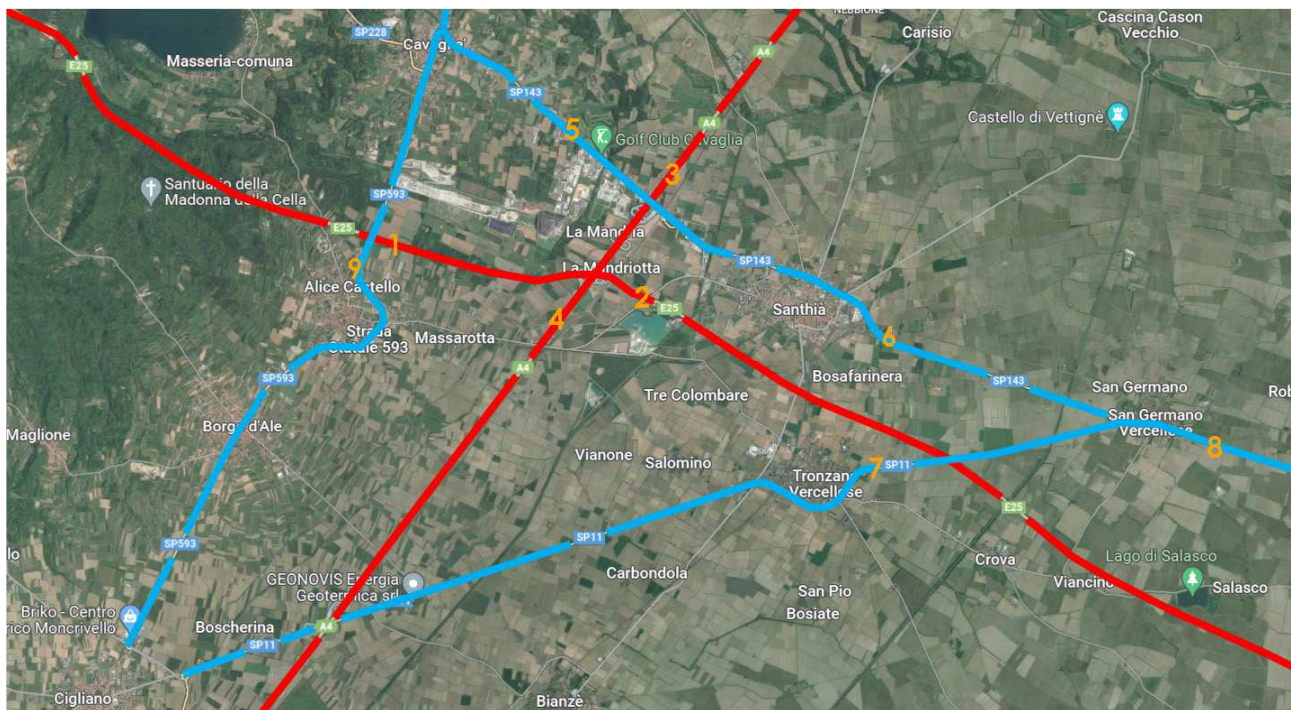 NEBBIONE
Cascina Cason
Vecchio
SP228
Cavaglià
Carisio
A4
E25
Masseria-comuna
SP143
Castello di Vettignè
5
Golf Club Cavaglià
A4
3
Santuario della
Madonna della Cella
SP593
E25
1
La Mandria
9
La Mandriotta
SP143
Alice Castello
2
E25
Santhià
4
Strada
Statale 593
Massarotta
6
A4
SP593
Bosafarinera
SP143
San Germano
Tre Colombare
Rob
San Germano
Vercellese
Borgo d'Ale
Maglione
8
Vianone
Salomino
7
SP11
Tronzano
Vercellese
E25
SP593
SP11
lo
Crova
Lago di Salasco
GEONOVIS Energia
Geotermica srl
Carbondola
Viancino
Salasco
San Pio
Bosiate
Brikò - Centro
rico Moncrivello
Boscherina
A4
SP11
Cigliano
Bianzè